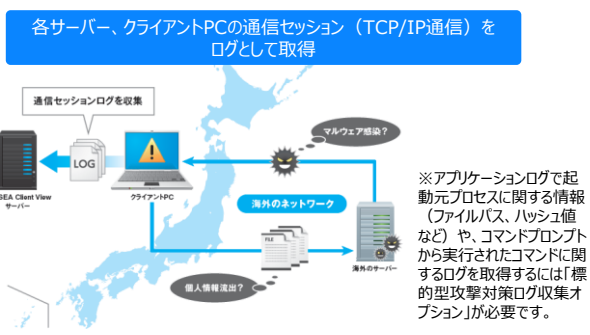 各サーバー、クライアントPCの通信セッション（TCP/IP通信）を
ログとして取得
通信セッションログを収集
マルウェア感染？
LOG
SEA Client View
サーバー
クライアントPC
海外のネットワーク
FILE
海外のサーバー
個人情報流出？
※アプリケーションログで起
動元プロセスに関する情報
（ファイルパス、ハッシュ値
など）や、コマンドプロンプト
から実行されたコマンドに関
するログを取得するには「標
的型攻撃対策ログ収集オ
プション」が必要です。